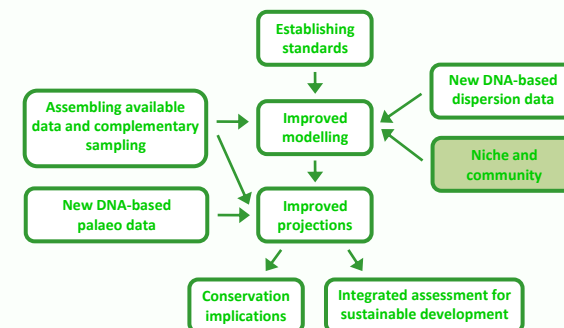 Establishing
standards
New DNA-based
dispersion data
Assembling available
data and complementary
sampling
Improved
modelling
Niche and
community
New DNA-based
palaeo data
Improved
projections
Conservation
implications
Integrated assessment for
sustainable development